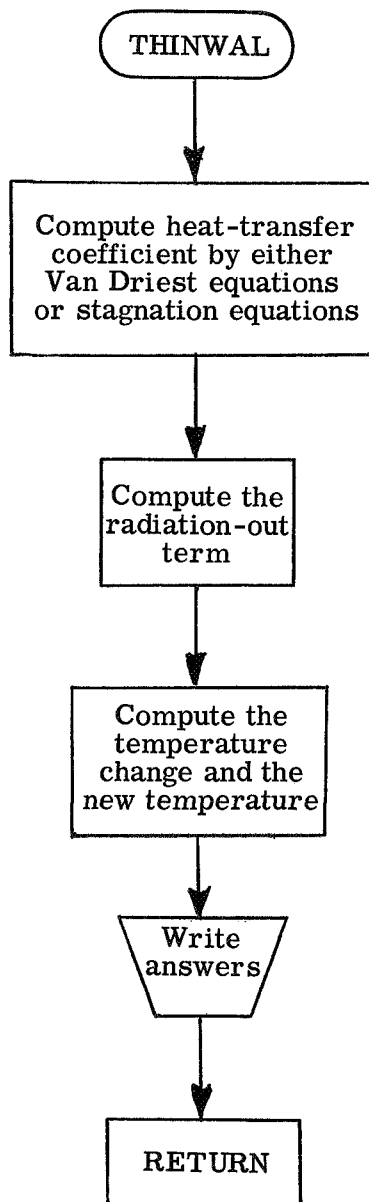 THINWAL
Compute heat-transfer
coefficient by either
Van Driest equations
or stagnation equations
Compute the
radiation-out
term
Compute the
temperature
change and the
new temperature
Write
answers
RETURN